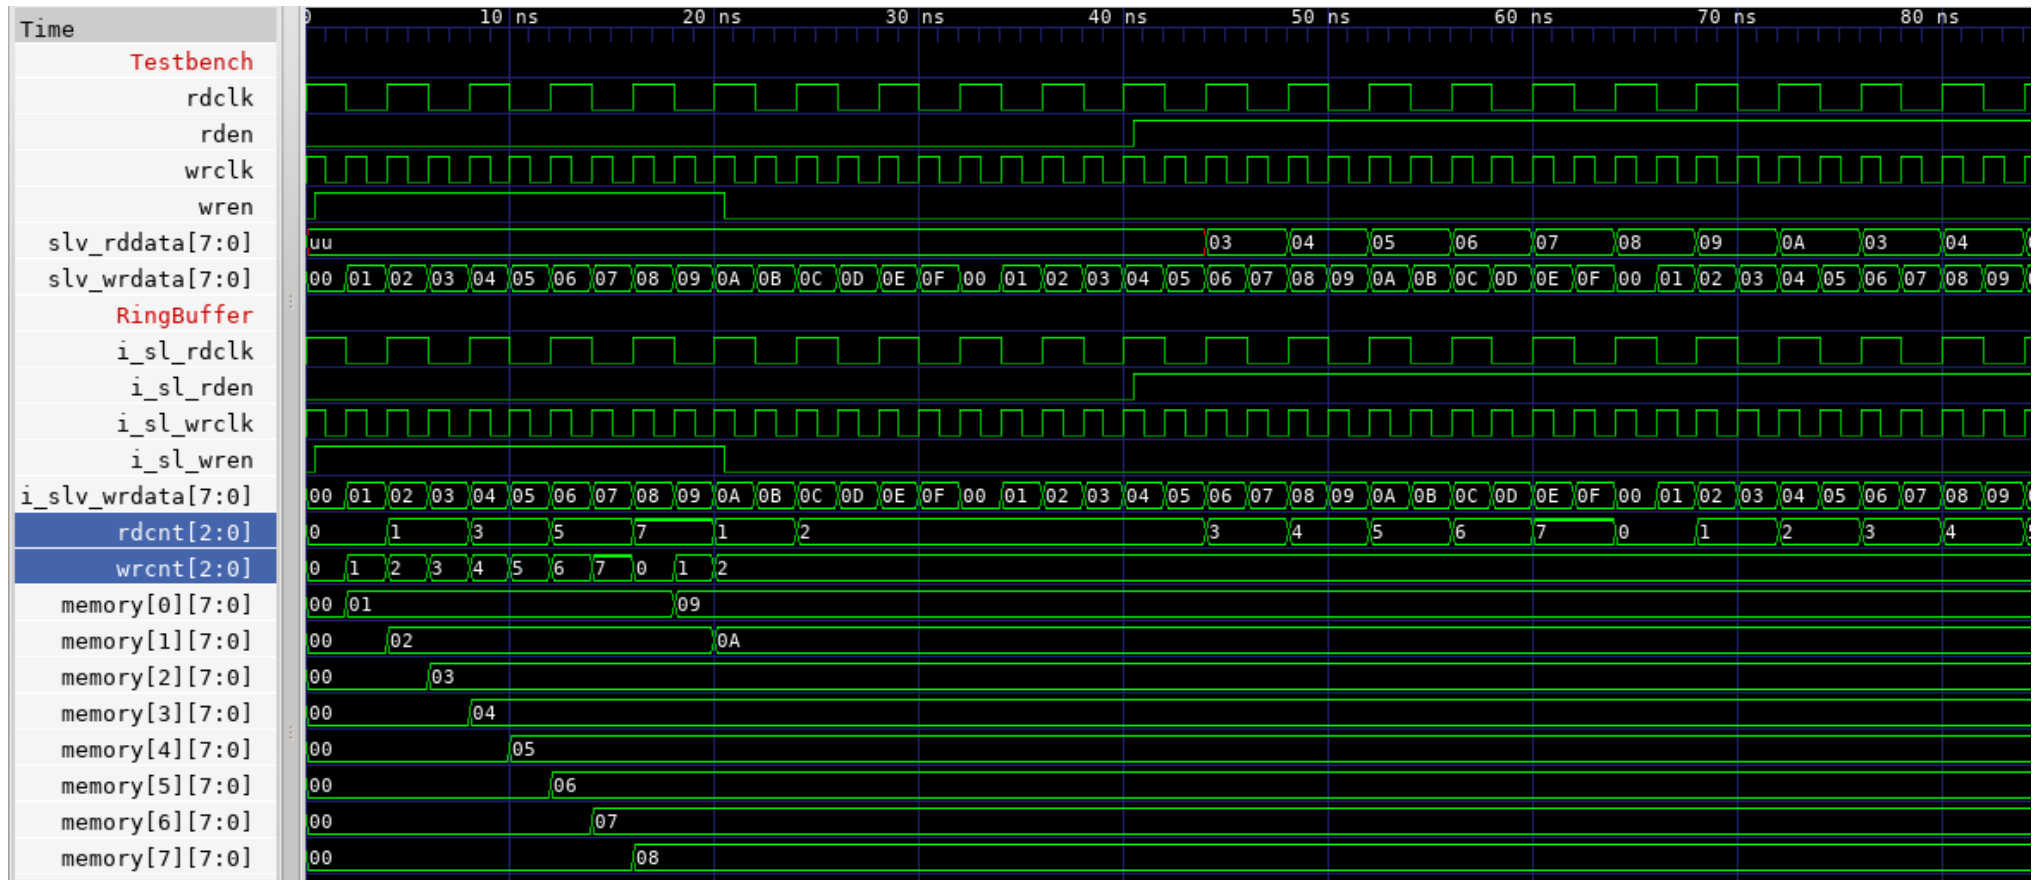 0 10 ns 20 ns 30 ns 40 ns 50 ns 60 ns 70 ns 80 ns
Time
Testbench
rdclk
rden
wrclk
wren
slv_rddata[7:0] uu 03 04 05 06 07 08 09 0A 03 04
slv_wrdata[7:0] 00 01 02 03 04 05 06 07 08 09 0A 0B 0C 0D 0E 0F 00 01 02 03 04 05 06 07 08 09 0A 0B 0C 0D 0E 0F 00 01 02 03 04 05 06 07 08 09
RingBuffer
i_sl_rdclk
i_sl_rden
i_sl_wrclk
i_sl_wren
i_slv_wrdata[7:0] 00 01 02 03 04 05 06 07 08 09 0A 0B 0C 0D 0E 0F 00 01 02 03 04 05 06 07 08 09 0A 0B 0C 0D 0E 0F 00 01 02 03 04 05 06 07 08 09
rdcnt[2:0] 0 1 3 5 7 1 2 3 4 5 6 7 0 1 2 3 4
wrcnt[2:0] 0 1 2 3 4 5 6 7 0 1 2
memory[0][7:0] 00 01 09
memory[1][7:0] 00 02 0A
memory[2][7:0] 00 03
memory[3][7:0] 00 04
memory[4][7:0] 00 05
memory[5][7:0] 00 06
memory[6][7:0] 00 07
memory[7][7:0] 00 08